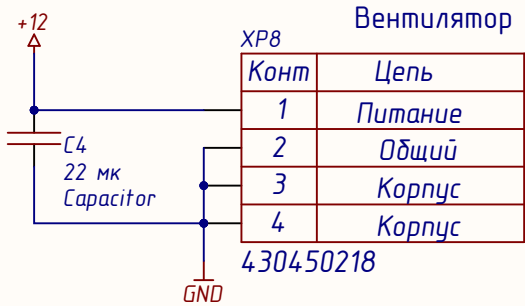 Вентилятор
+12
XP8
Конт Цепь
1 Питание
2 Общий
3 Корпус
4 Корпус
C4
22 мк
Capacitor
430450218
GND